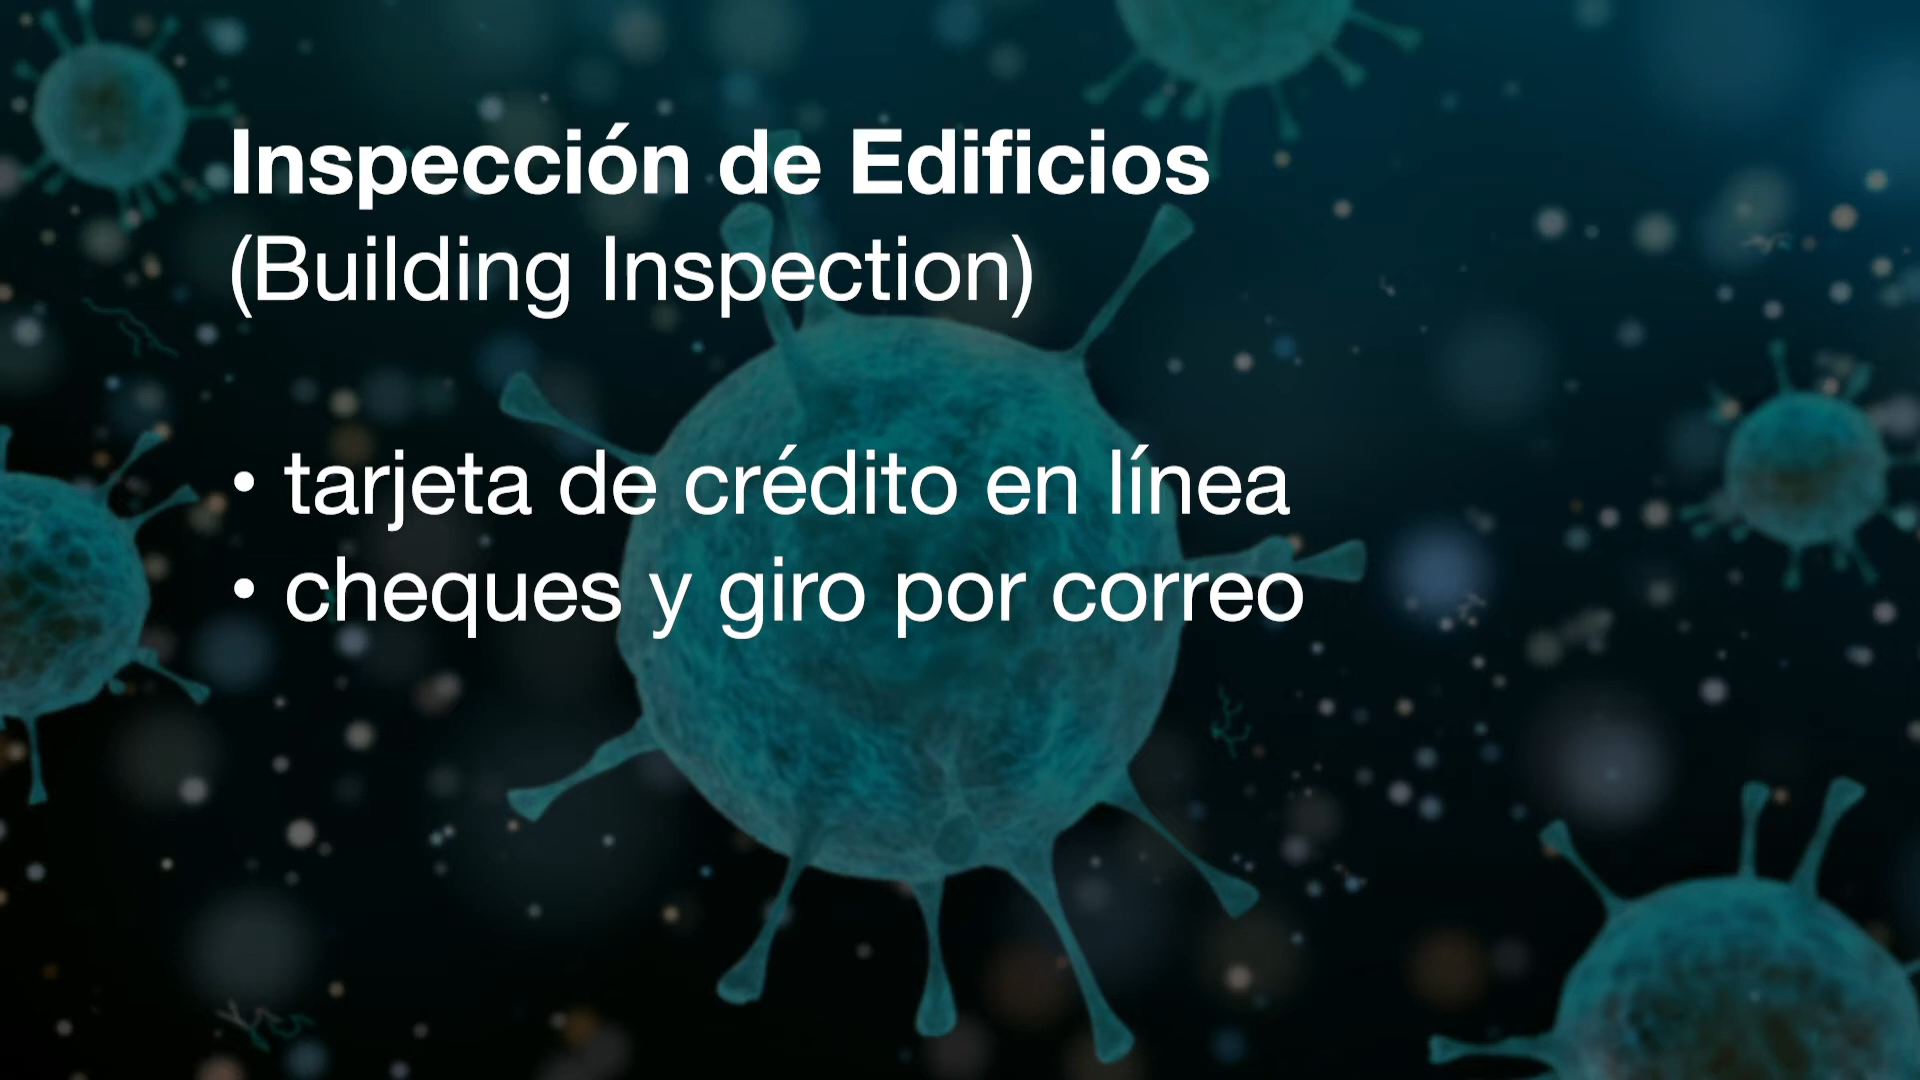 Inspección de Edificios
(Building Inspection)
• tarjeta de crédito en línea
• cheques y giro por correo